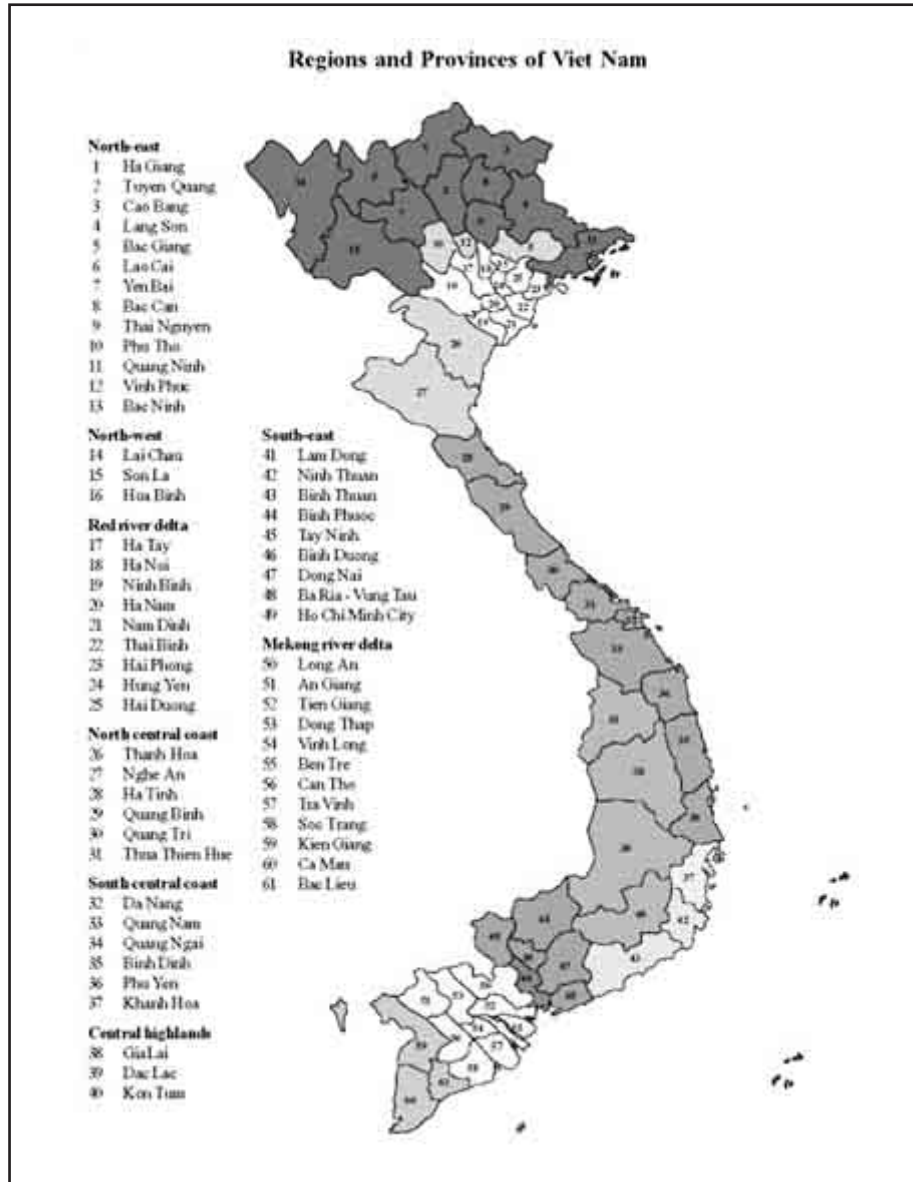 Regions and Provinces of Viet Nam
North-east
1 Ha Giang
2 Tuyen Quang
3 Cao Bang
4 Lang Son
5 Bac Giang
6 Lao Cai
7 Yen Bai
8 Bac Can
9 Thai Nguyen
10 Phu Tho
11 Quang Ninh
12 Vinh Phuc
13 Bac Ninh
North-west
14 Lai Chau
15 Son La
16 Hoa Binh
Red river delta
17 Ha Tay
18 Ha Noi
19 Ninh Binh
20 Ha Nam
21 Nam Dinh
22 Thai Binh
23 Hai Phong
24 Hung Yen
25 Hai Duong
North central coast
26 Thanh Hoa
27 Nghe An
28 Ha Tinh
29 Quang Binh
30 Quang Tri
31 Thua Thien Hue
South central coast
32 Da Nang
33 Quang Nam
34 Quang Ngai
35 Binh Dinh
36 Phu Yen
37 Khanh Hoa
Central highlands
38 Gia Lai
39 Dac Lac
40 Kon Tum
South-east
41 Lam Dong
42 Ninh Thuan
43 Binh Thuan
44 Binh Phuoc
45 Tay Ninh
46 Binh Duong
47 Dong Nai
48 Ba Ria - Vung Tau
49 Ho Chi Minh City
Mekong river delta
50 Long An
51 An Giang
52 Tien Giang
53 Dong Thap
54 Vinh Long
55 Ben Tre
56 Can Tho
57 Tra Vinh
58 Soc Trang
59 Kien Giang
60 Ca Mau
61 Bac Lieu